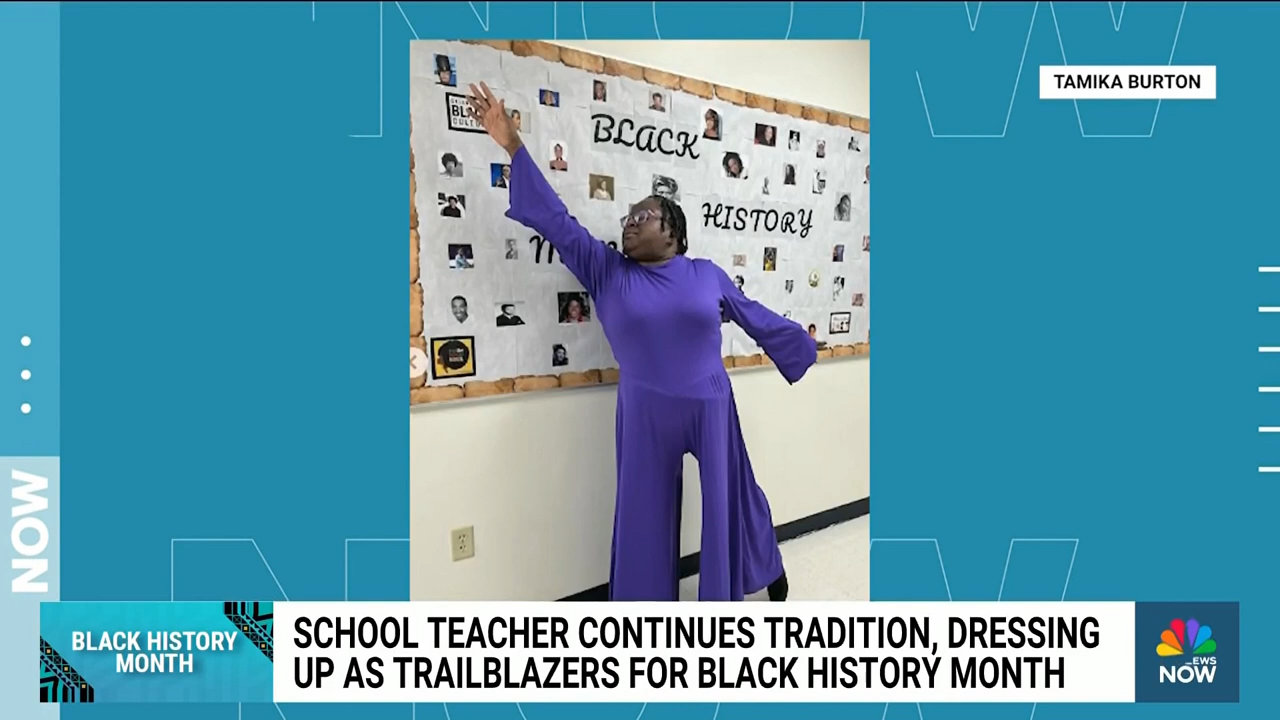 TAMIKA BURTON
BLACK
HISTORY
NOW
BLACK HISTORY
MONTH
SCHOOL TEACHER CONTINUES TRADITION, DRESSING
UP AS TRAILBLAZERS FOR BLACK HISTORY MONTH
NEWS
NOW